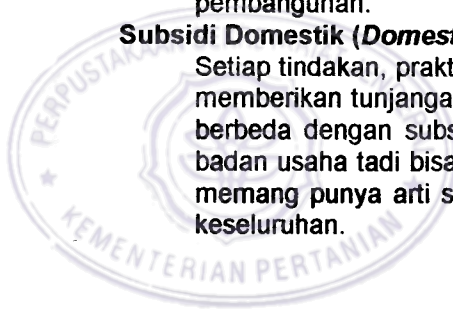 pembangunan.
Subsidi Domestik (Domest
Setiap tindakan, prakt
memberikan tunjanga
berbeda dengan subs
badan usaha tadi bisa
memang punya arti s
keseluruhan.
PERPUSTAKAAN
KEMENTERIAN PERTANIAN